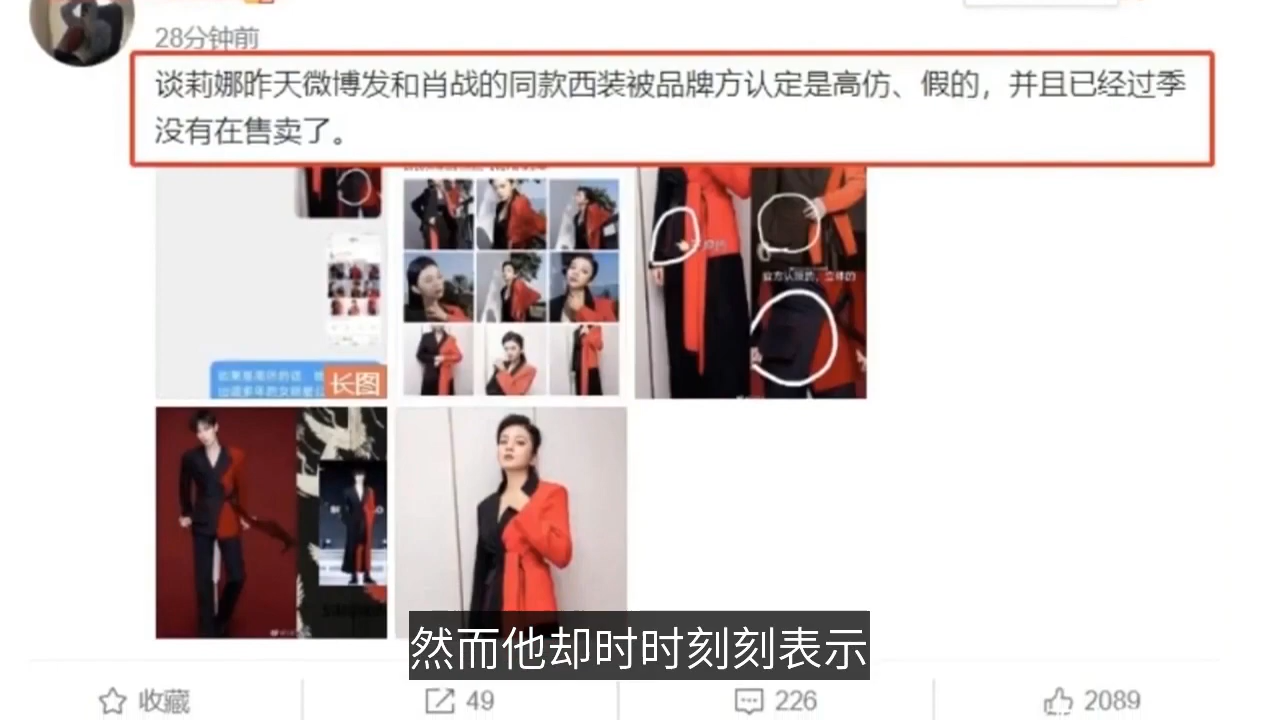 28分钟前
谈莉娜昨天微博发和肖战的同款西装被品牌方认定是高仿、假的，并且已经过季
没有在售卖了。
长图
然而他却时时刻刻表示
收藏
49
226
2089